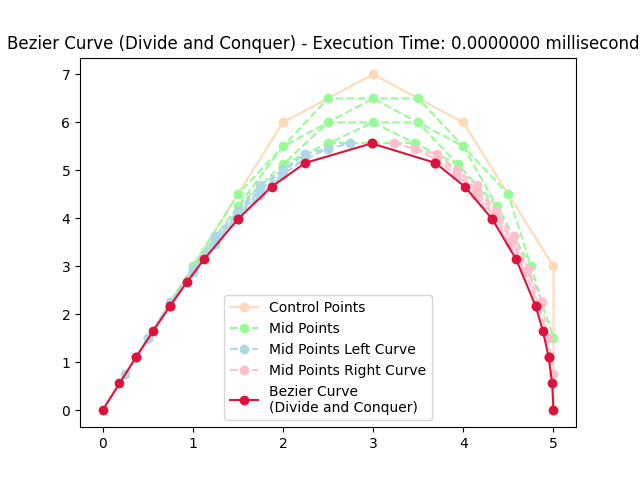 Bezier Curve (Divide and Conquer) - Execution Time: 0.0000000 millisecond
7
6
5
4
3
2
1
0
Control Points
Mid Points
Mid Points Left Curve
Mid Points Right Curve
Bezier Curve
(Divide and Conquer)
0 1 2 3 4 5